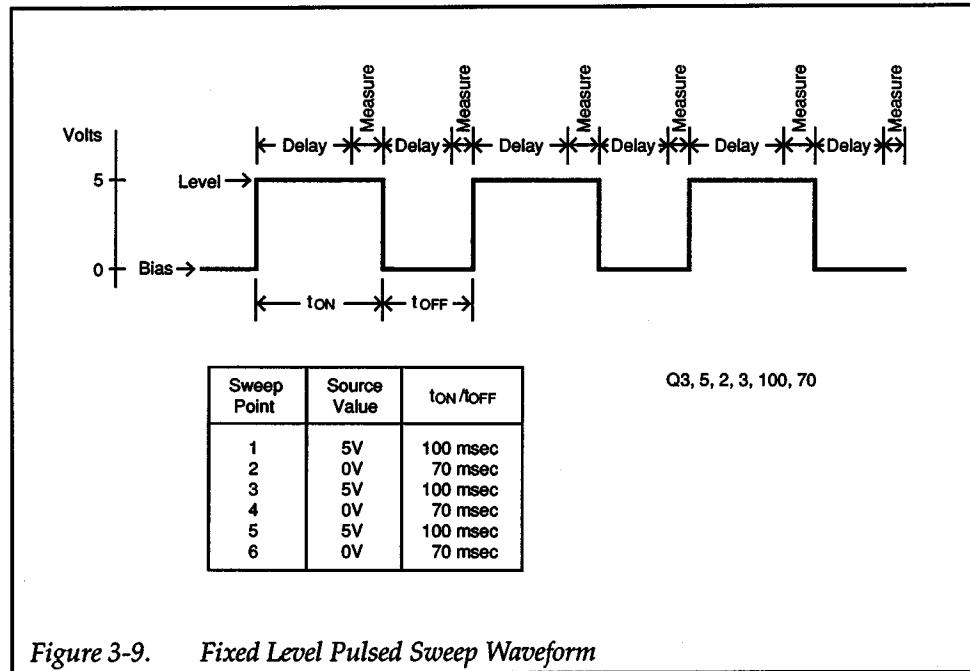 Measure Measure Measure Measure Measure Measure
Volts
Delay Delay Delay Delay Delay Delay
5 Level
0 Bias
tON tOFF
Q3, 5, 2, 3, 100, 70
Sweep Point Source Value tON/tOFF
1 5V 100 msec
2 0V 70 msec
3 5V 100 msec
4 0V 70 msec
5 5V 100 msec
6 0V 70 msec
Figure 3-9. Fixed Level Pulsed Sweep Waveform